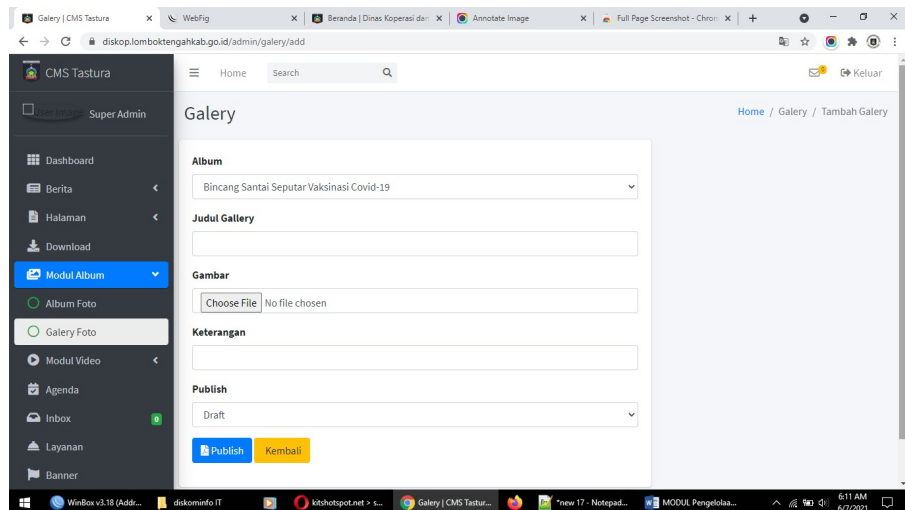 Galery | CMS Tastura
WebFig
Beranda | Dinas Koperasi dan
Annotate Image
Full Page Screenshot - Chrom
diskop.lomboktengahkab.go.id/admin/galery/add
CMS Tastura
Home
Search
Keluar
Super Admin
Galery
Home / Galery / Tambah Galery
Dashboard
Berita
Halaman
Download
Modul Album
Album Foto
Galery Foto
Modul Video
Agenda
Inbox
0
Layanan
Banner
Album
Bincang Santai Seputar Vaksinasi Covid-19
Judul Gallery
Gambar
Choose File No file chosen
Keterangan
Publish
Draft
Publish
Kembali
WinBox v3.18 (Addr...
diskominfo IT
kitshotspot.net > s...
Galery | CMS Tastur...
*new 17 - Notepad...
MODUL Pengelolaa...
6:11 AM
6/7/2021